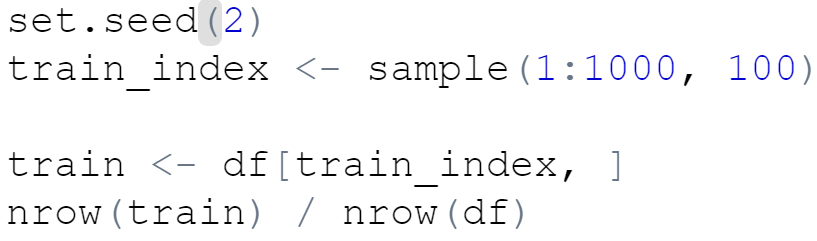 set.seed(2)
train_index <- sample(1:1000, 100)
train <- df[train_index, ]
nrow(train) / nrow(df)